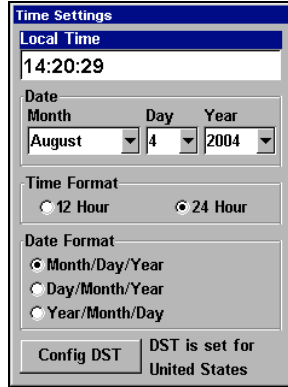 Time Settings
Local Time
14:20:29
Date
Month Day Year
August 4 2004
Time Format
12 Hour 24 Hour
Date Format
Month/Day/Year
Day/Month/Year
Year/Month/Day
Config DST
DST is set for
United States